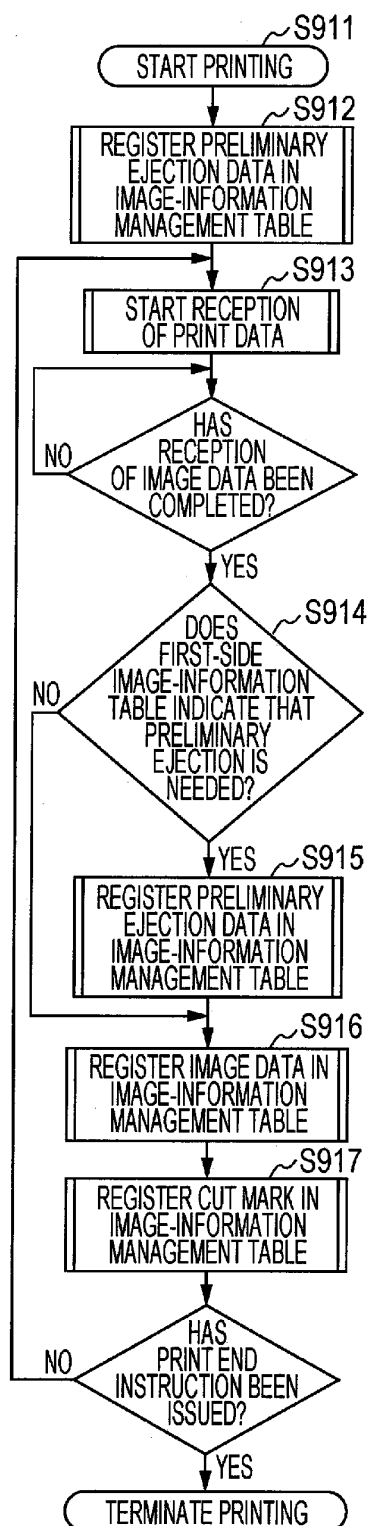 S911
START PRINTING
S912
REGISTER PRELIMINARY
EJECTION DATA IN
IMAGE-INFORMATION
MANAGEMENT TABLE
S913
START RECEPTION
OF PRINT DATA
HAS
RECEPTION
OF IMAGE DATA BEEN
COMPLETED?
NO
YES
S914
DOES
FIRST-SIDE
IMAGE-INFORMATION
TABLE INDICATE THAT
PRELIMINARY
EJECTION IS
NEEDED?
NO
YES
S915
REGISTER PRELIMINARY
EJECTION DATA IN
IMAGE-INFORMATION
MANAGEMENT TABLE
S916
REGISTER IMAGE DATA IN
IMAGE-INFORMATION
MANAGEMENT TABLE
S917
REGISTER CUT MARK IN
IMAGE-INFORMATION
MANAGEMENT TABLE
HAS
PRINT END
INSTRUCTION BEEN
ISSUED?
NO
YES
TERMINATE PRINTING